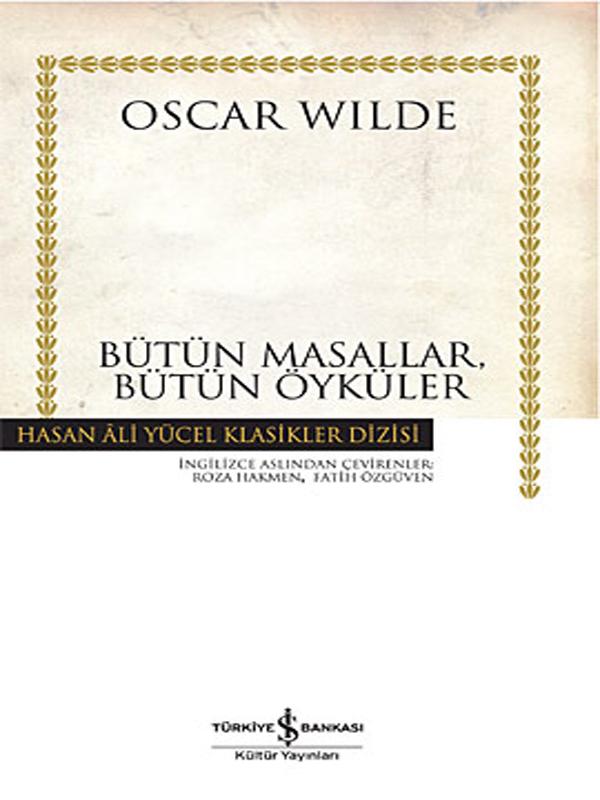 OSCAR WILDE
BÜTÜN MASALLAR,
BÜTÜN ÖYKÜLER
HASAN ÂLİ YÜCEL KLASİKLER DİZİSİ
İNGİLİZCE ASLINDAN ÇEVİRENLER:
ROZA HAKMEN, FATİH ÖZGÜVEN
TÜRKİYE İŞ BANKASI
Kültür Yayınları